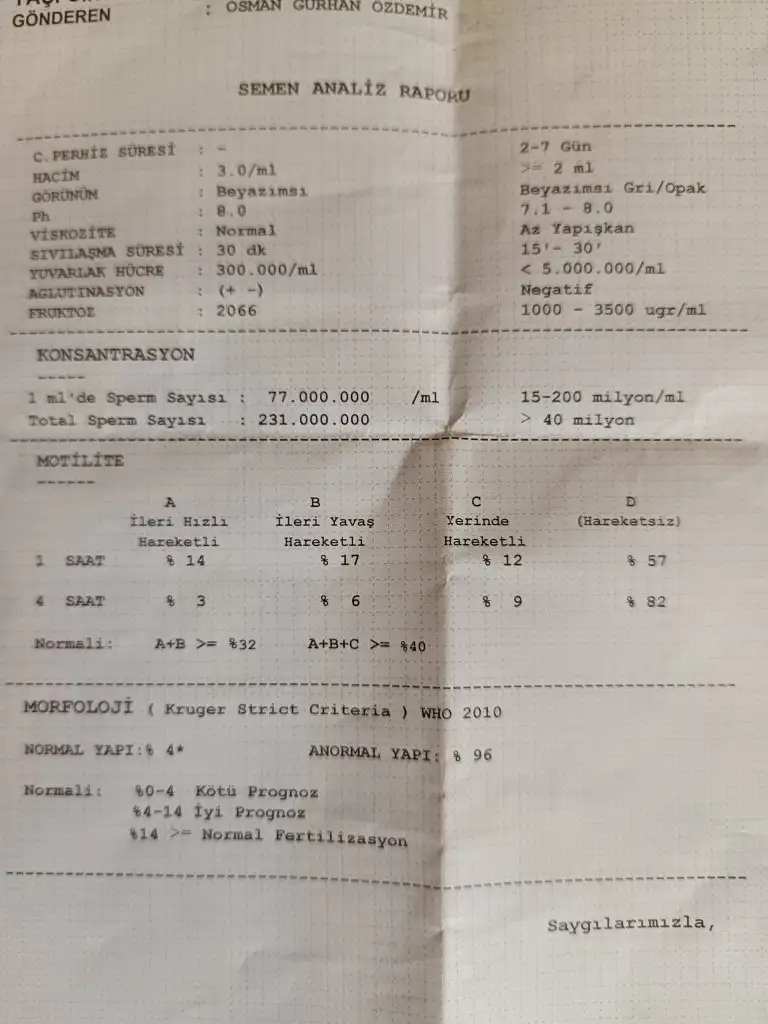 GÖNDEREN : OSMAN GÜRHAN ÖZDEMİR
SEMEN ANALİZ RAPORU
C.PERHİZ SÜRESİ : - 2-7 Gün
HACİM : 3.0/ml >= 2 ml
GÖRÜNÜM : Beyazımsı Beyazımsı Gri/Opak
Ph : 8.0 7.1 - 8.0
VİSKOZİTE : Normal Az Yapışkan
SIVILAŞMA SÜRESİ : 30 dk 15'- 30'
YUVARLAK HÜCRE : 300.000/ml < 5.000.000/ml
AGLUTINASYON : (+ -) Negatif
FRUKTOZ : 2066 1000 - 3500 ugr/ml
KONSANTRASYON
-----
1 ml'de Sperm Sayısı : 77.000.000 /ml 15-200 milyon/ml
Total Sperm Sayısı : 231.000.000 > 40 milyon
MOTİLİTE
------
A B C D
İleri Hızlı İleri Yavaş Yerinde (Hareketsiz)
Hareketli Hareketli Hareketli
1 SAAT % 14 % 17 % 12 % 57
4 SAAT % 3 % 6 % 9 % 82
Normali: A+B >= %32 A+B+C >= %40
MORFOLOJİ ( Kruger Strict Criteria ) WHO 2010
NORMAL YAPI:% 4* ANORMAL YAPI: % 96
Normali: %0-4 Kötü Prognoz
%4-14 İyi Prognoz
%14 >= Normal Fertilizasyon
Saygılarımızla,